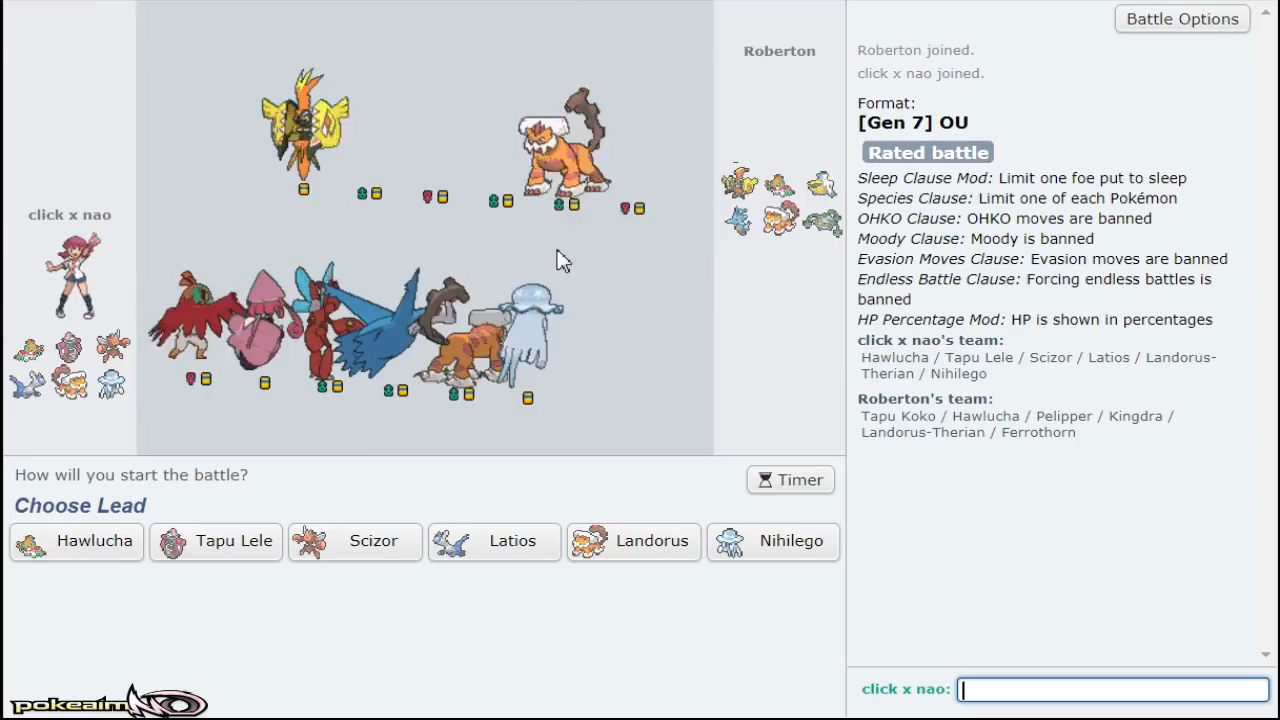 Battle Options
Roberton joined.
click x nao joined.
Format:
[Gen 7] OU
Rated battle
Sleep Clause Mod: Limit one foe put to sleep
Species Clause: Limit one of each Pokémon
OHKO Clause: OHKO moves are banned
Moody Clause: Moody is banned
Evasion Moves Clause: Evasion moves are banned
Endless Battle Clause: Forcing endless battles is
banned
HP Percentage Mod: HP is shown in percentages
click x nao's team:
Hawlucha / Tapu Lele / Scizor / Latios / Landorus-
Therian / Nihilego
Roberton's team:
Tapu Koko / Hawlucha / Pelipper / Kingdra /
Landorus-Therian / Ferrothorn
Roberton
click x nao
How will you start the battle?
Timer
Choose Lead
Hawlucha
Tapu Lele
Scizor
Latios
Landorus
Nihilego
click x nao:
pokeaimMD